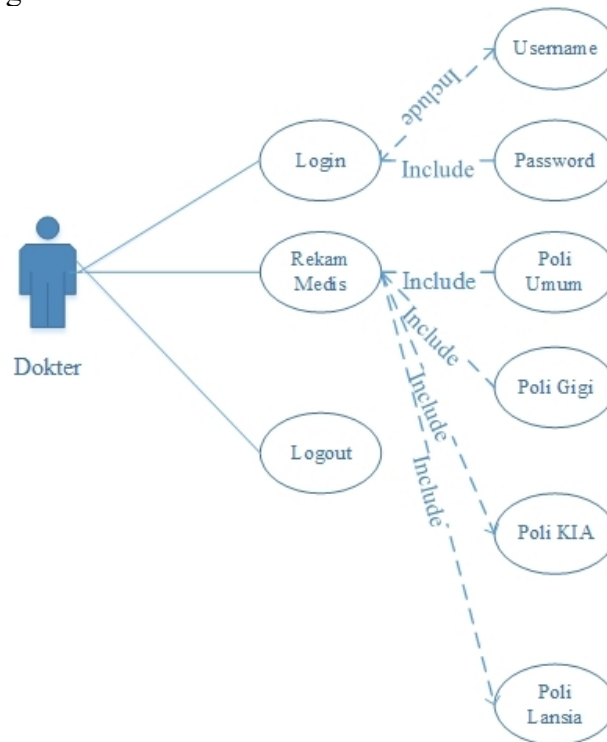 g
Username
Include
Login
Include
Password
Rekam
Medis
Include
Poli
Umum
Include
Poli Gigi
Dokter
Include
Logout
Include
Poli KIA
Poli
Lansia